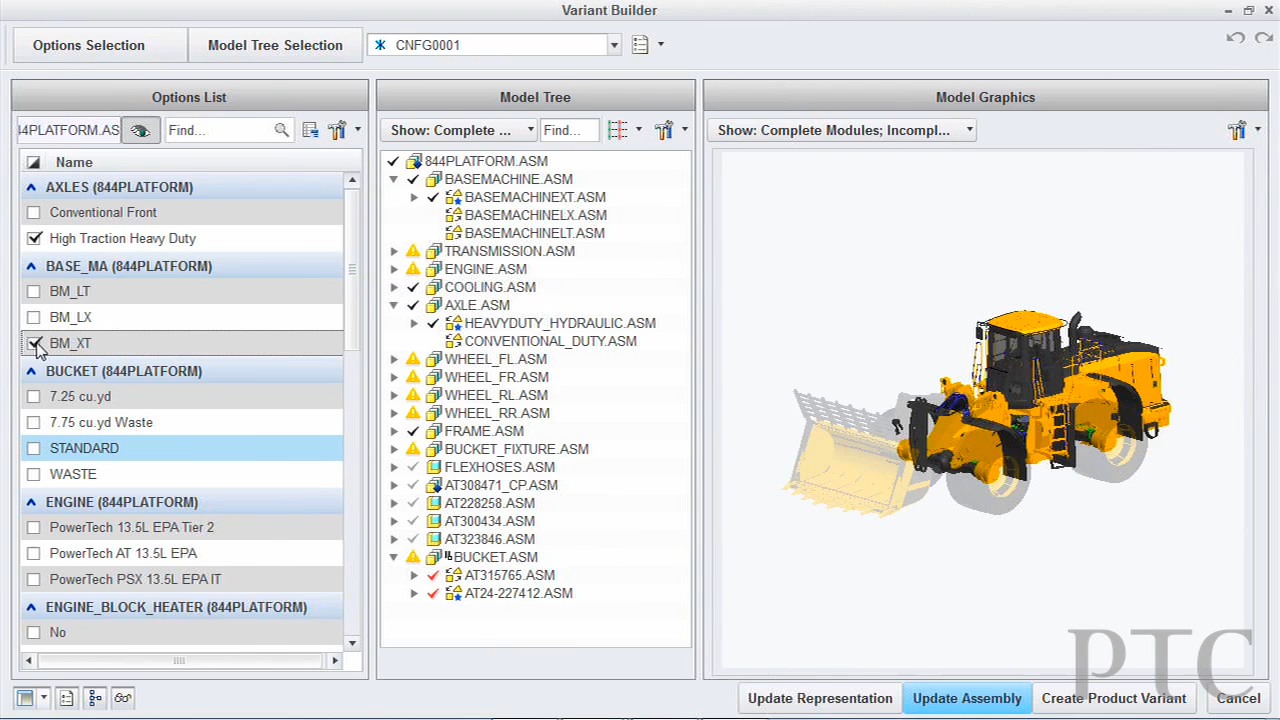 Variant Builder
Options Selection
Model Tree Selection
CNFG0001
Options List
Model Tree
Model Graphics
44PLATFORM.AS
Find...
Show: Complete ...
Find...
Show: Complete Modules; Incompl...
Name
AXLES (844PLATFORM)
Conventional Front
High Traction Heavy Duty
BASE_MA (844PLATFORM)
BM_LT
BM_LX
BM_XT
BUCKET (844PLATFORM)
7.25 cu.yd
7.75 cu.yd Waste
STANDARD
WASTE
ENGINE (844PLATFORM)
PowerTech 13.5L EPA Tier 2
PowerTech AT 13.5L EPA
PowerTech PSX 13.5L EPA IT
ENGINE_BLOCK_HEATER (844PLATFORM)
No
844PLATFORM.ASM
BASEMACHINE.ASM
BASEMACHINEXT.ASM
BASEMACHINELX.ASM
BASEMACHINELT.ASM
TRANSMISSION.ASM
ENGINE.ASM
COOLING.ASM
AXLE.ASM
HEAVYDUTY_HYDRAULIC.ASM
CONVENTIONAL_DUTY.ASM
WHEEL_FL.ASM
WHEEL_FR.ASM
WHEEL_RL.ASM
WHEEL_RR.ASM
FRAME.ASM
BUCKET_FIXTURE.ASM
FLEXHOSES.ASM
AT308471_CP.ASM
AT228258.ASM
AT300434.ASM
AT323846.ASM
BUCKET.ASM
AT315765.ASM
AT24-227412.ASM
PTC
Update Representation
Update Assembly
Create Product Variant
Cancel